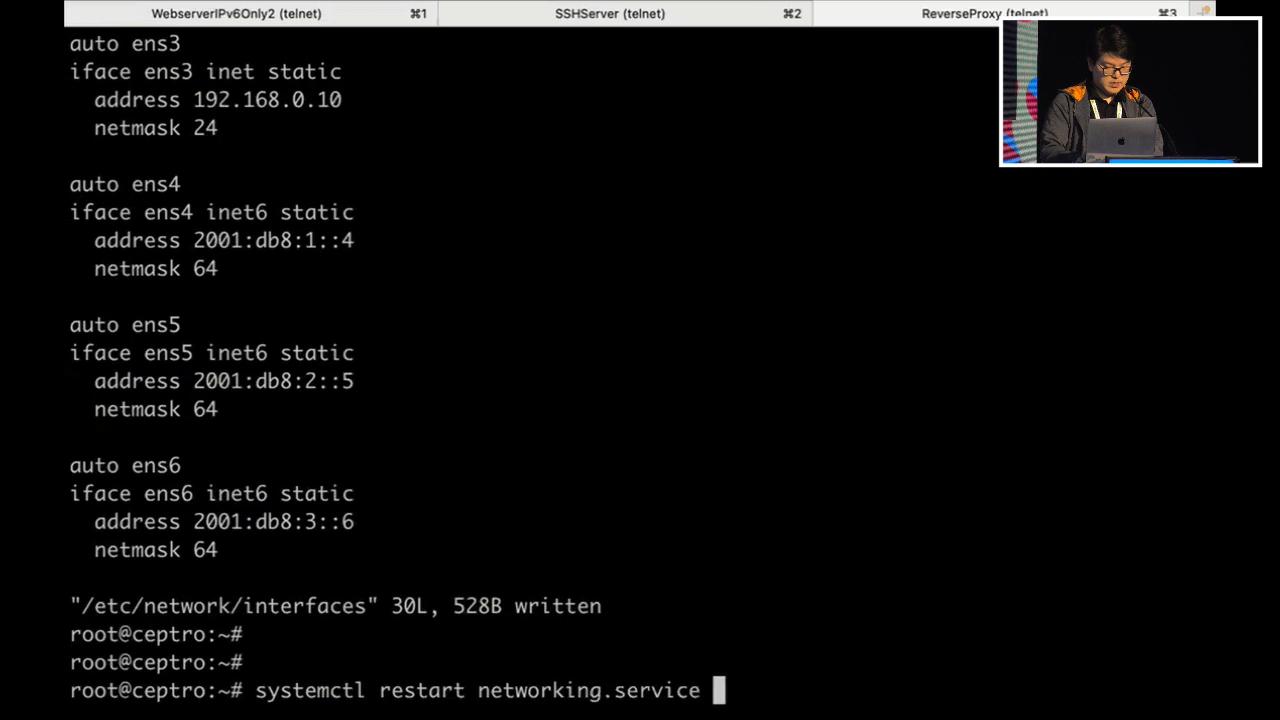 WebserverIPv6Only2 (telnet) ⌘1 SSHServer (telnet) ⌘2 ReverseProxy (telnet) ⌘3
auto ens3
iface ens3 inet static
address 192.168.0.10
netmask 24
auto ens4
iface ens4 inet6 static
address 2001:db8:1::4
netmask 64
auto ens5
iface ens5 inet6 static
address 2001:db8:2::5
netmask 64
auto ens6
iface ens6 inet6 static
address 2001:db8:3::6
netmask 64
"/etc/network/interfaces" 30L, 528B written
root@ceptro:~#
root@ceptro:~#
root@ceptro:~# systemctl restart networking.service